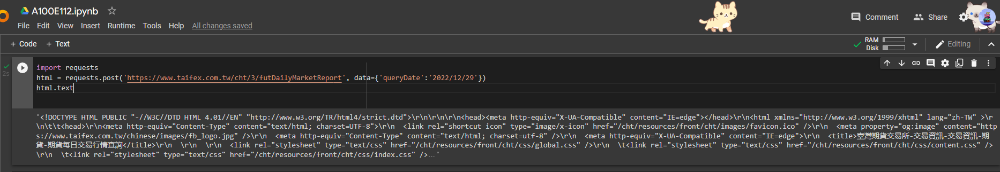 A100E112.ipynb
File Edit View Insert Runtime Tools Help All changes saved
Comment Share
+ Code + Text
RAM
Disk
Editing
2s
import requests
html = requests.post('https://www.taifex.com.tw/cht/3/futDailyMarketReport', data={'queryDate':'2022/12/29'})
html.text
'<!DOCTYPE HTML PUBLIC "-//W3C//DTD HTML 4.01//EN" "http://www.w3.org/TR/html4/strict.dtd">\r\n\r\n\r\n<head><meta http-equiv="X-UA-Compatible" content="IE=edge"></head>\r\n<html xmlns="http://www.w3.org/1999/xhtml" lang="zh-TW" >\r
\n\t\t<head>\r\n<meta http-equiv="Content-Type" content="text/html; charset=UTF-8">\r\n  <link rel="shortcut icon" type="image/x-icon" href="/cht/resources/front/cht/images/favicon.ico" />\r\n  <meta property="og:image" content="http
s://www.taifex.com.tw/chinese/images/fb_logo.jpg" />\r\n  <meta http-equiv="Content-Type" content="text/html; charset=utf-8" />\r\n  <meta http-equiv="X-UA-Compatible" content="IE=edge">\r\n  <title>臺灣期貨交易所-交易資訊-交易資訊-期
貨-期貨每日交易行情查詢</title>\r\n  \r\n  \r\n  <link rel="stylesheet" type="text/css" href="/cht/resources/front/cht/css/global.css" />\r\n  \t<link rel="stylesheet" type="text/css" href="/cht/resources/front/cht/css/content.css" />
\r\n  \t<link rel="stylesheet" type="text/css" href="/cht/resources/front/cht/css/index.css" />…'